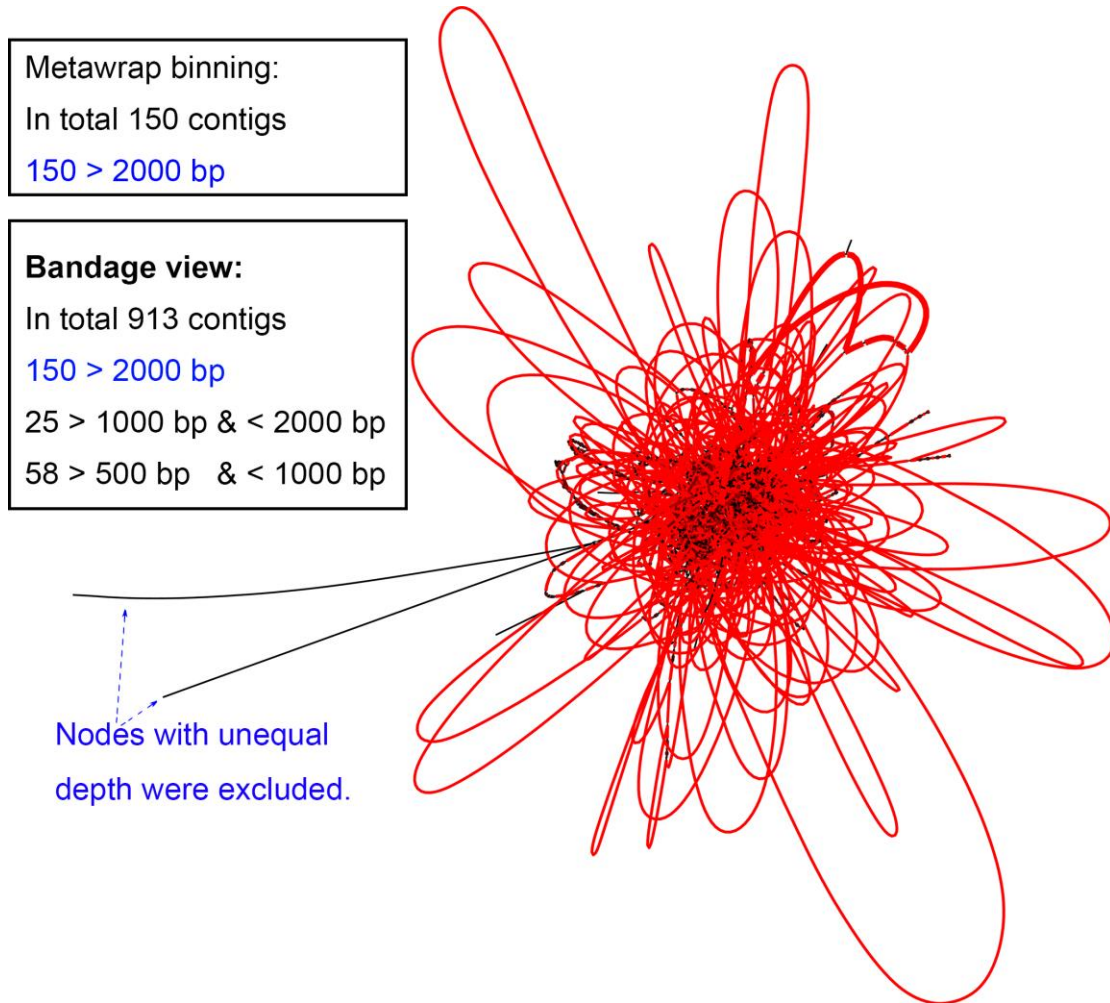 Metawrap binning:
In total 150 contigs
150 > 2000 bp
Bandage view:
In total 913 contigs
150 > 2000 bp
25 > 1000 bp & < 2000 bp
58 > 500 bp & < 1000 bp
Nodes with unequal
depth were excluded.